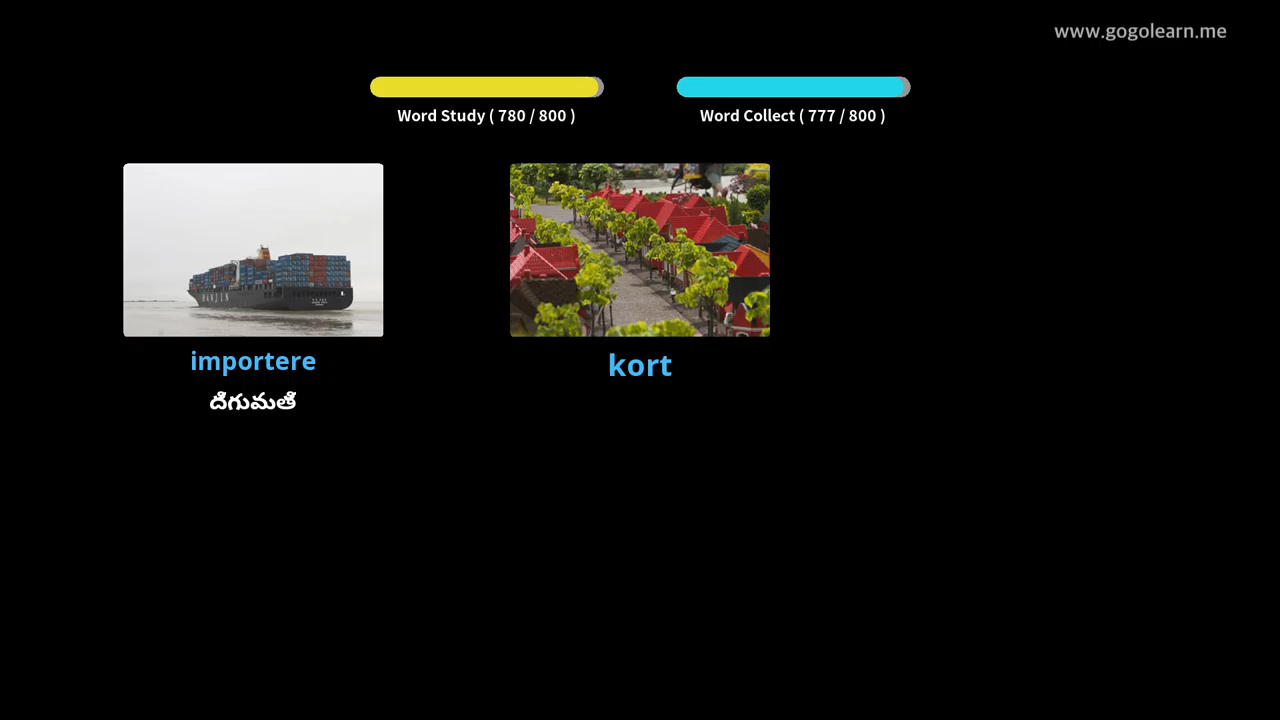 www.gogolearn.me
Word Study ( 780 / 800 )
Word Collect ( 777 / 800 )
importere
దిగుమతి
kort